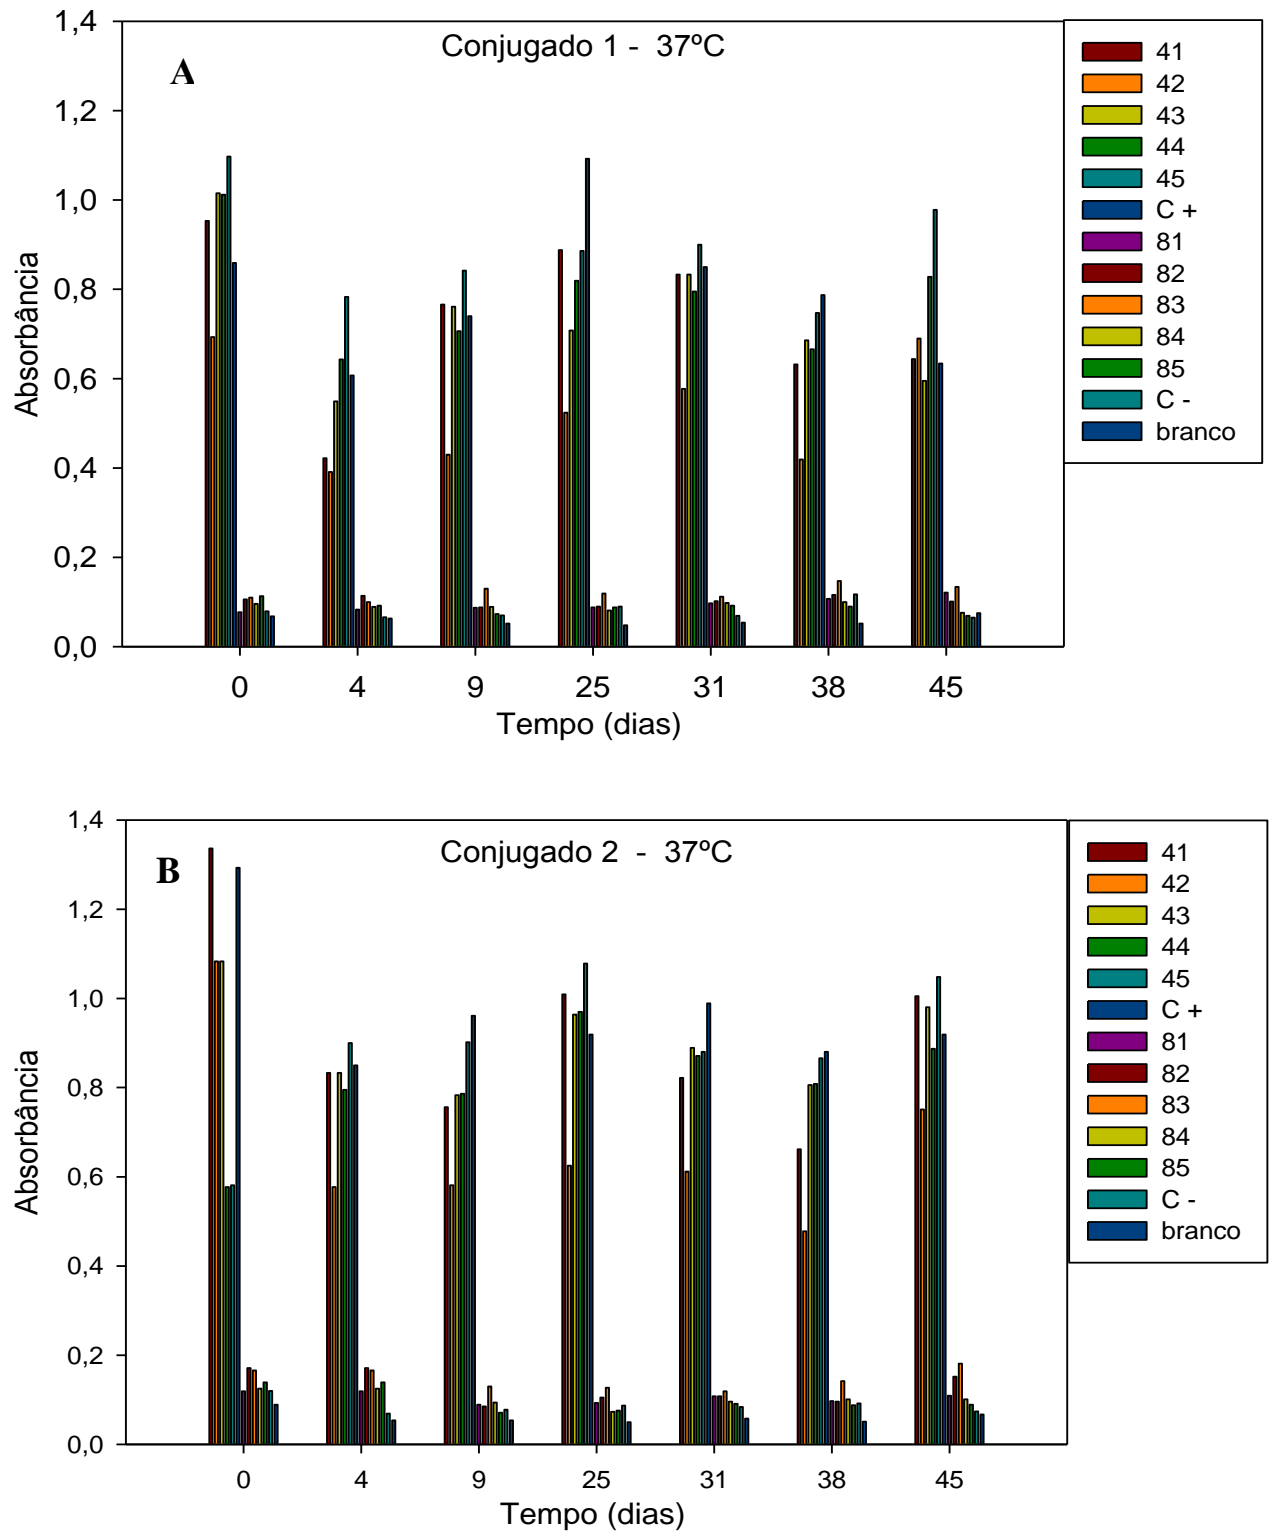 Conjugado 1 - 37ºC
A
1,4
1,2
1,0
0,8
0,6
0,4
0,2
0,0
Absorbância
0 4 9 25 31 38 45
Tempo (dias)
41
42
43
44
45
C +
81
82
83
84
85
C -
branco
Conjugado 2 - 37ºC
B
1,4
1,2
1,0
0,8
0,6
0,4
0,2
0,0
Absorbância
0 4 9 25 31 38 45
Tempo (dias)
41
42
43
44
45
C +
81
82
83
84
85
C -
branco